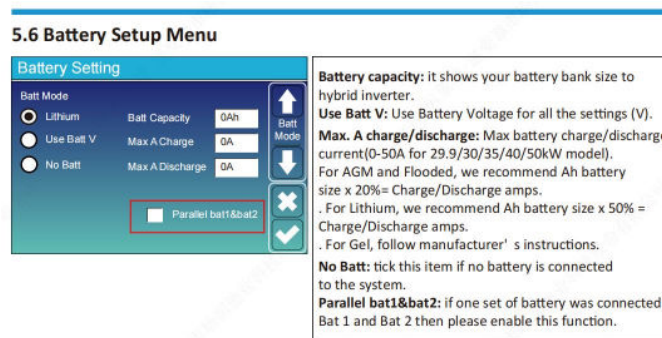 5.6 Battery Setup Menu
Battery Setting
Batt Mode
Lithium
Batt Capacity
0Ah
Batt
Mode
Use Batt V
Max A Charge
0A
No Batt
Max A Discharge
0A
Parallel bat1&bat2
Battery capacity: it shows your battery bank size to
hybrid inverter.
Use Batt V: Use Battery Voltage for all the settings (V).
Max. A charge/discharge: Max battery charge/discharge
current(0-50A for 29.9/30/35/40/50kW model).
For AGM and Flooded, we recommend Ah battery
size x 20%= Charge/Discharge amps.
. For Lithium, we recommend Ah battery size x 50% =
Charge/Discharge amps.
. For Gel, follow manufacturer' s instructions.
No Batt: tick this item if no battery is connected
to the system.
Parallel bat1&bat2: if one set of battery was connected
Bat 1 and Bat 2 then please enable this function.